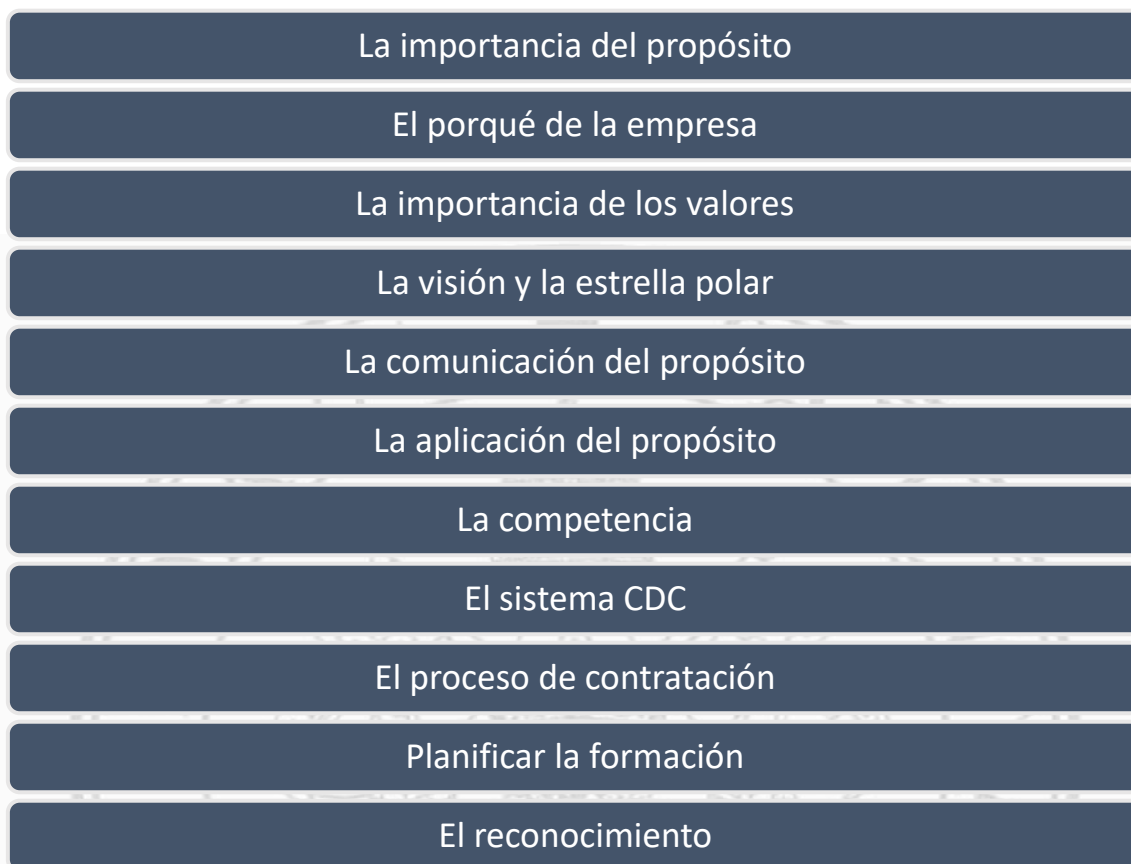 La importancia del propósito
El porqué de la empresa
La importancia de los valores
La visión y la estrella polar
La comunicación del propósito
La aplicación del propósito
La competencia
El sistema CDC
El proceso de contratación
Planificar la formación
El reconocimiento